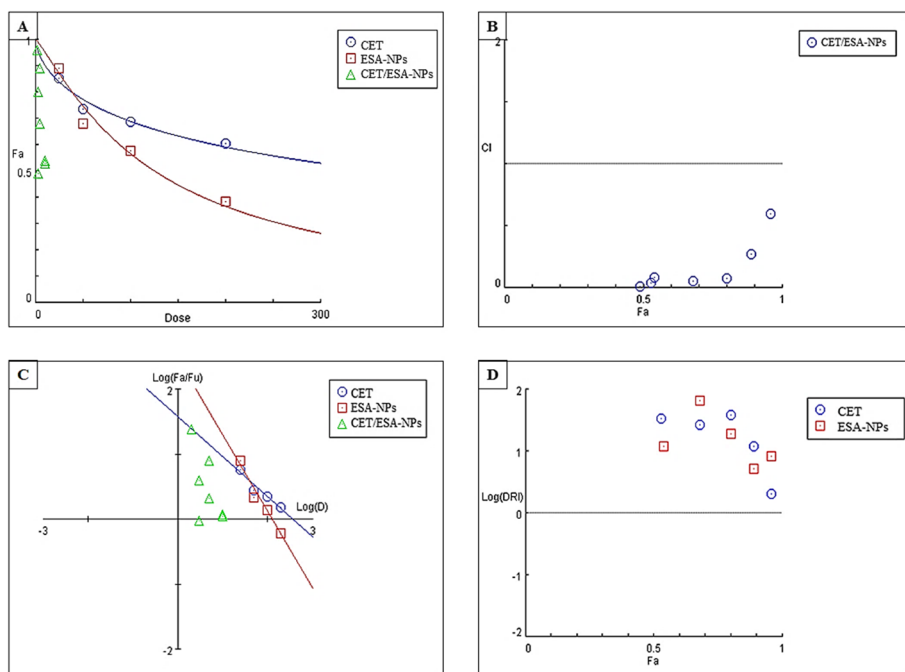 A
1
Fa
0.5
0
0
Dose
300
CET
ESA-NPs
CET/ESA-NPs
B
2
CI
0
0
0.5
Fa
1
CET/ESA-NPs
C
Log(Fa/Fu)
2
CET
ESA-NPs
CET/ESA-NPs
Log(D)
-3
3
-2
D
2
1
Log(DRI)
0
-1
-2
0
0.5
Fa
1
CET
ESA-NPs